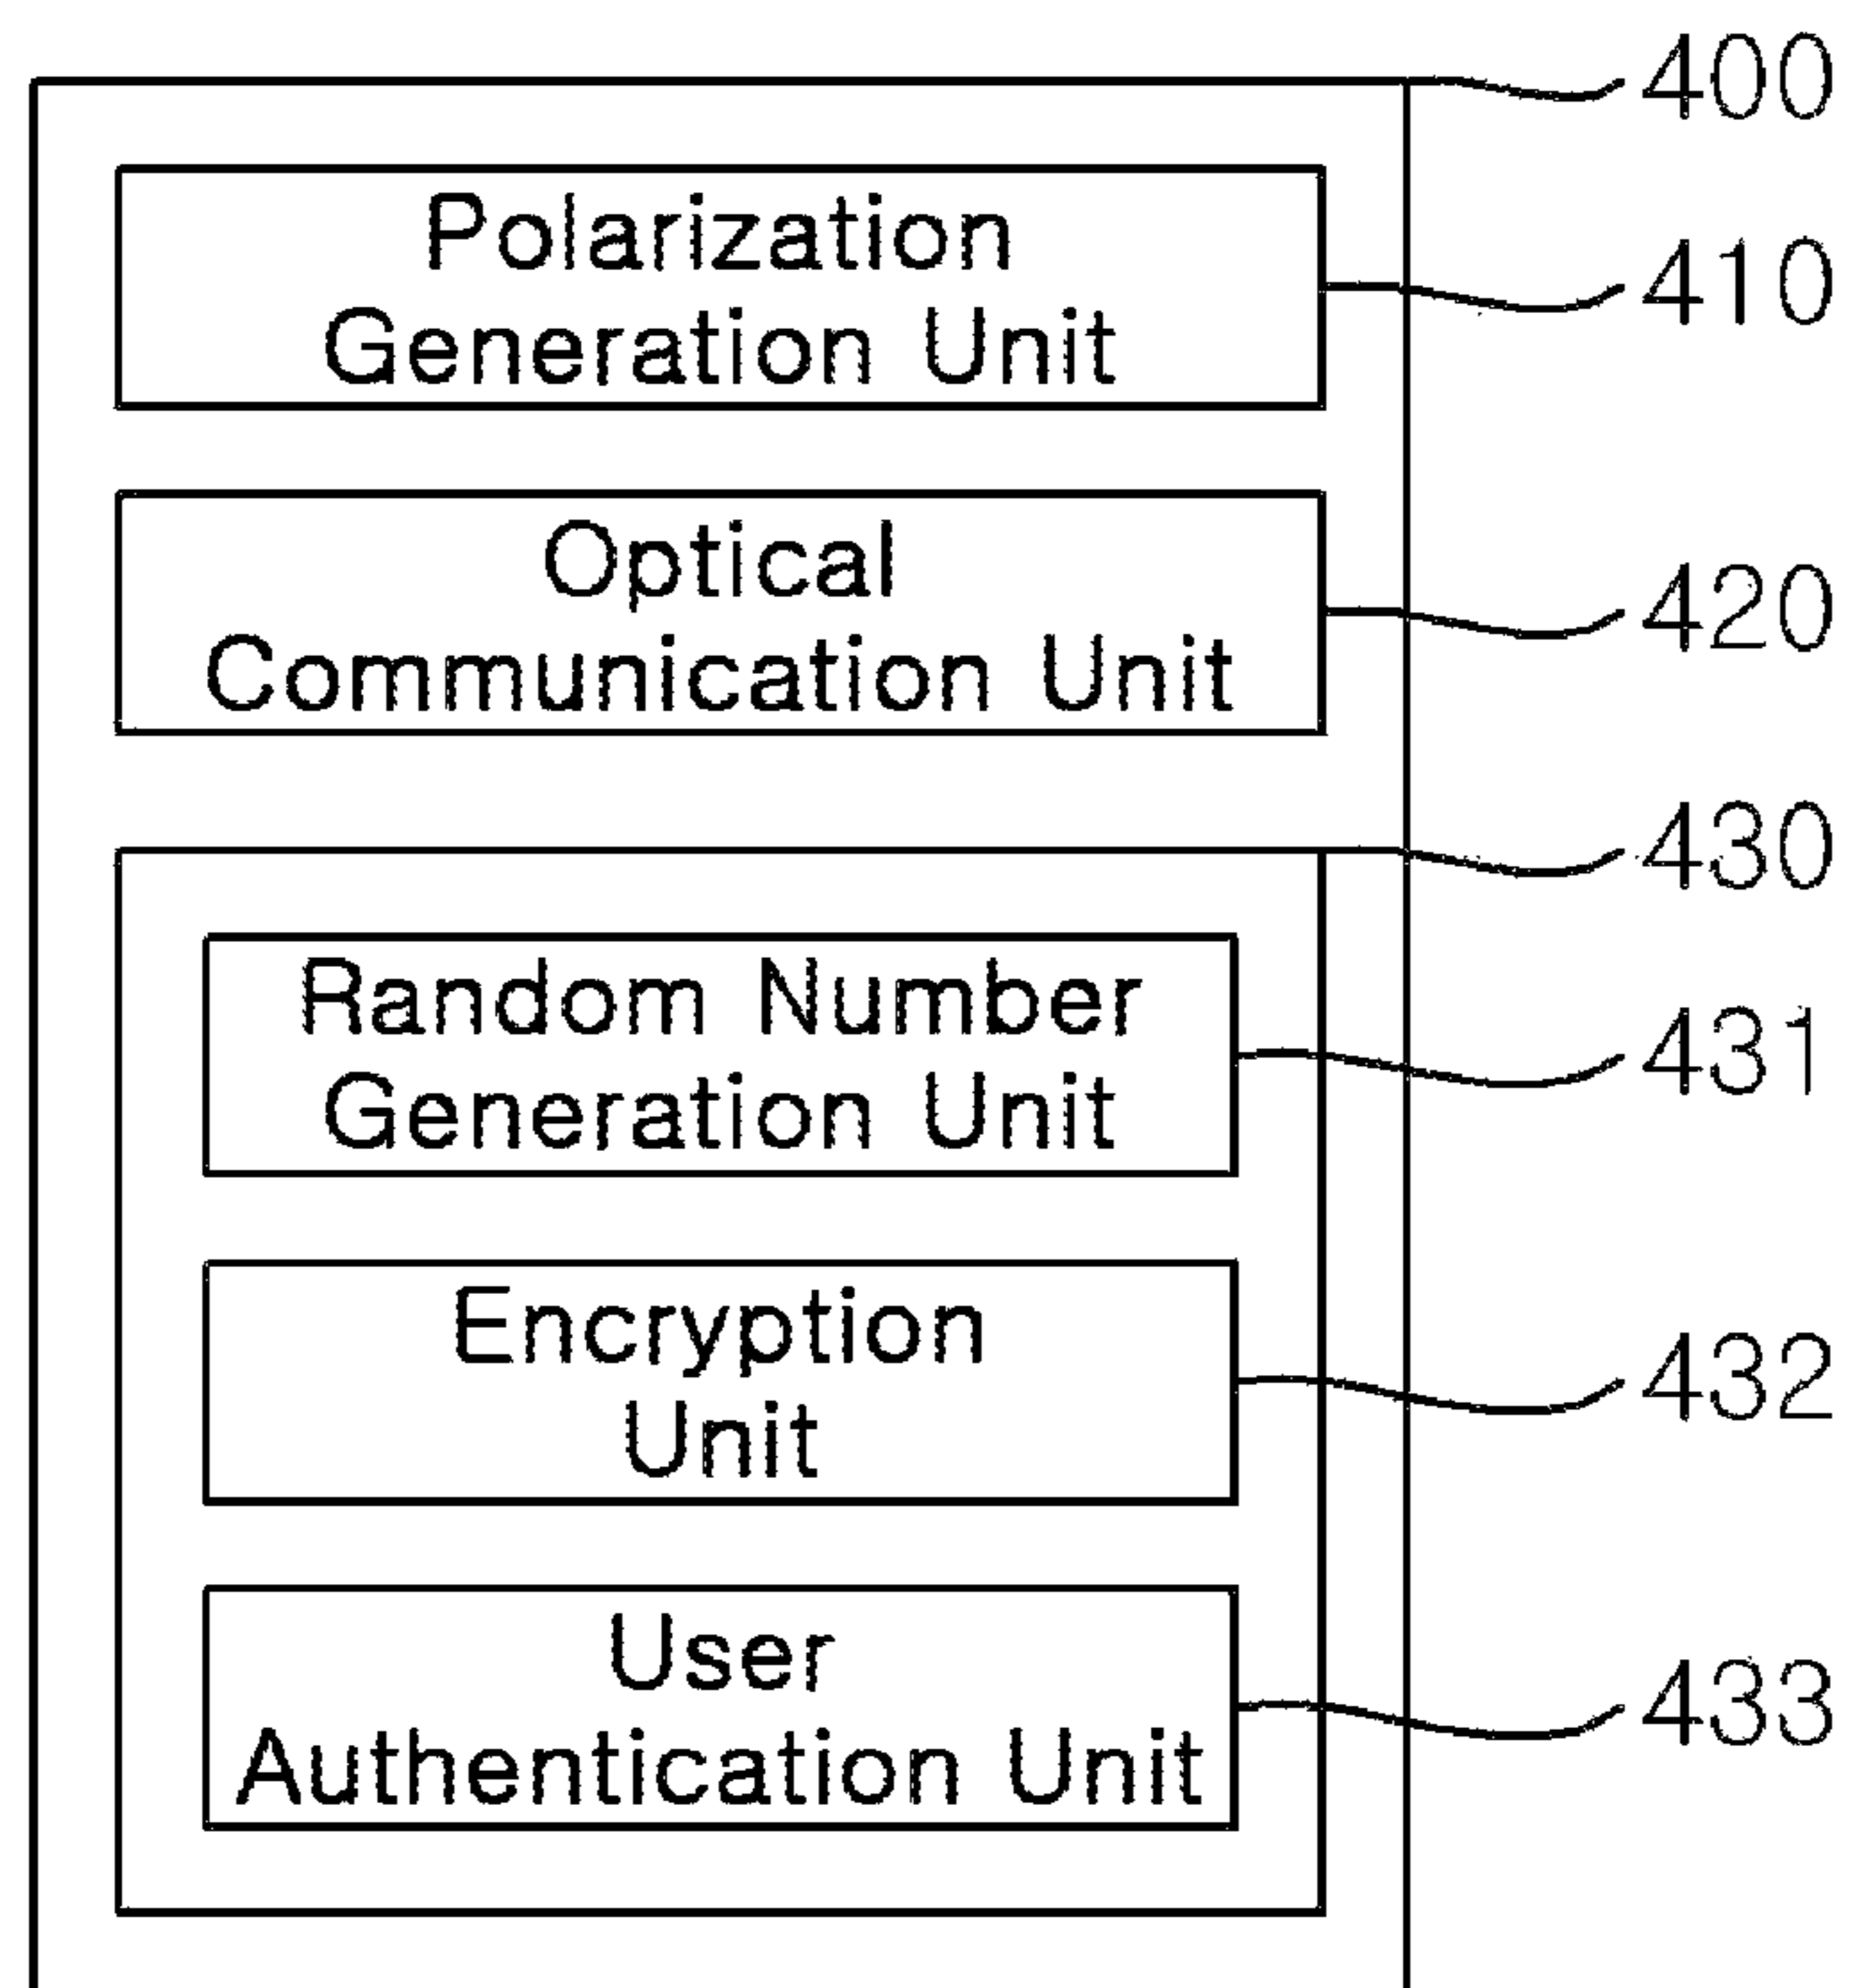 400
Polarization
Generation Unit
410
Optical
Communication Unit
420
430
Random Number
Generation Unit
431
Encryption
Unit
432
User
Authentication Unit
433